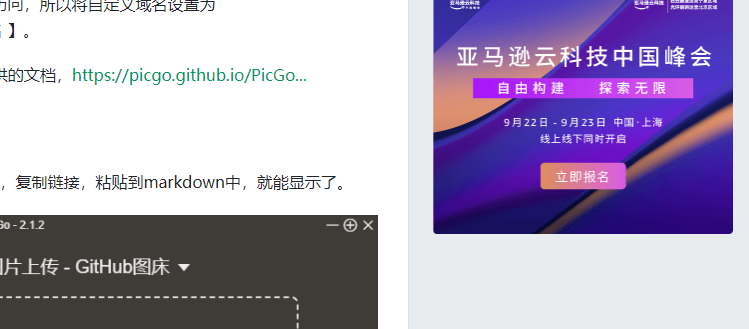 方问，所以将自定义域名设置为
】。
供的文档，https://picgo.github.io/PicGo...
，复制链接，粘贴到markdown中，就能显示了。
Go - 2.1.2
图片上传 - GitHub图床
亚马逊云科技
亚马逊云科技中国峰会
自由构建 探索无限
9月22日 - 9月23日 中国·上海
线上线下同时开启
立即报名